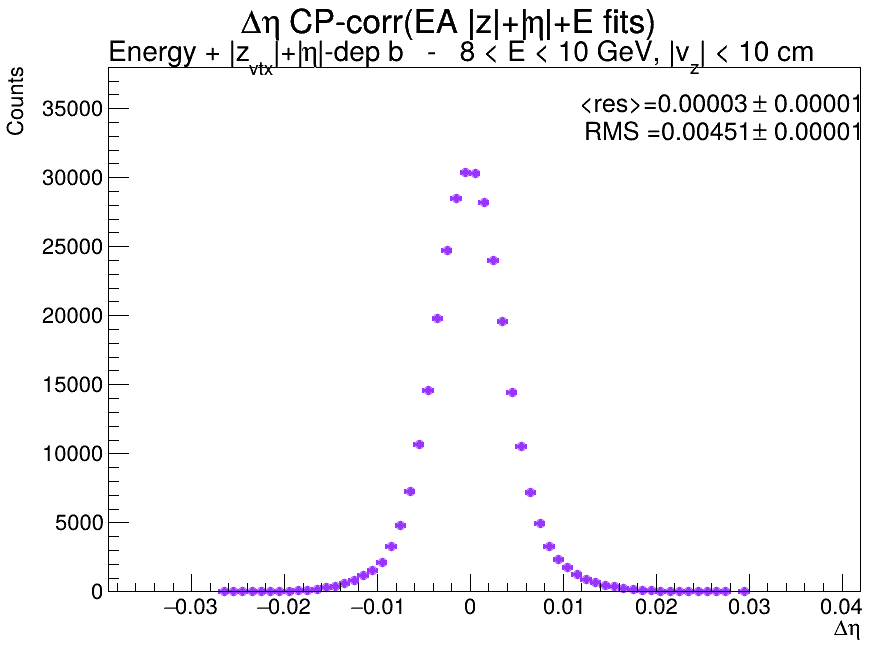 Δη CP-corr(EA |z|+|η|+E fits)
Energy + |z_vtx|+|η|-dep b - 8 < E < 10 GeV, |v_z| < 10 cm
<res>=0.00003 ± 0.00001
RMS =0.00451± 0.00001
Counts
35000
30000
25000
20000
15000
10000
5000
0
−0.03 −0.02 −0.01 0 0.01 0.02 0.03 0.04
Δη